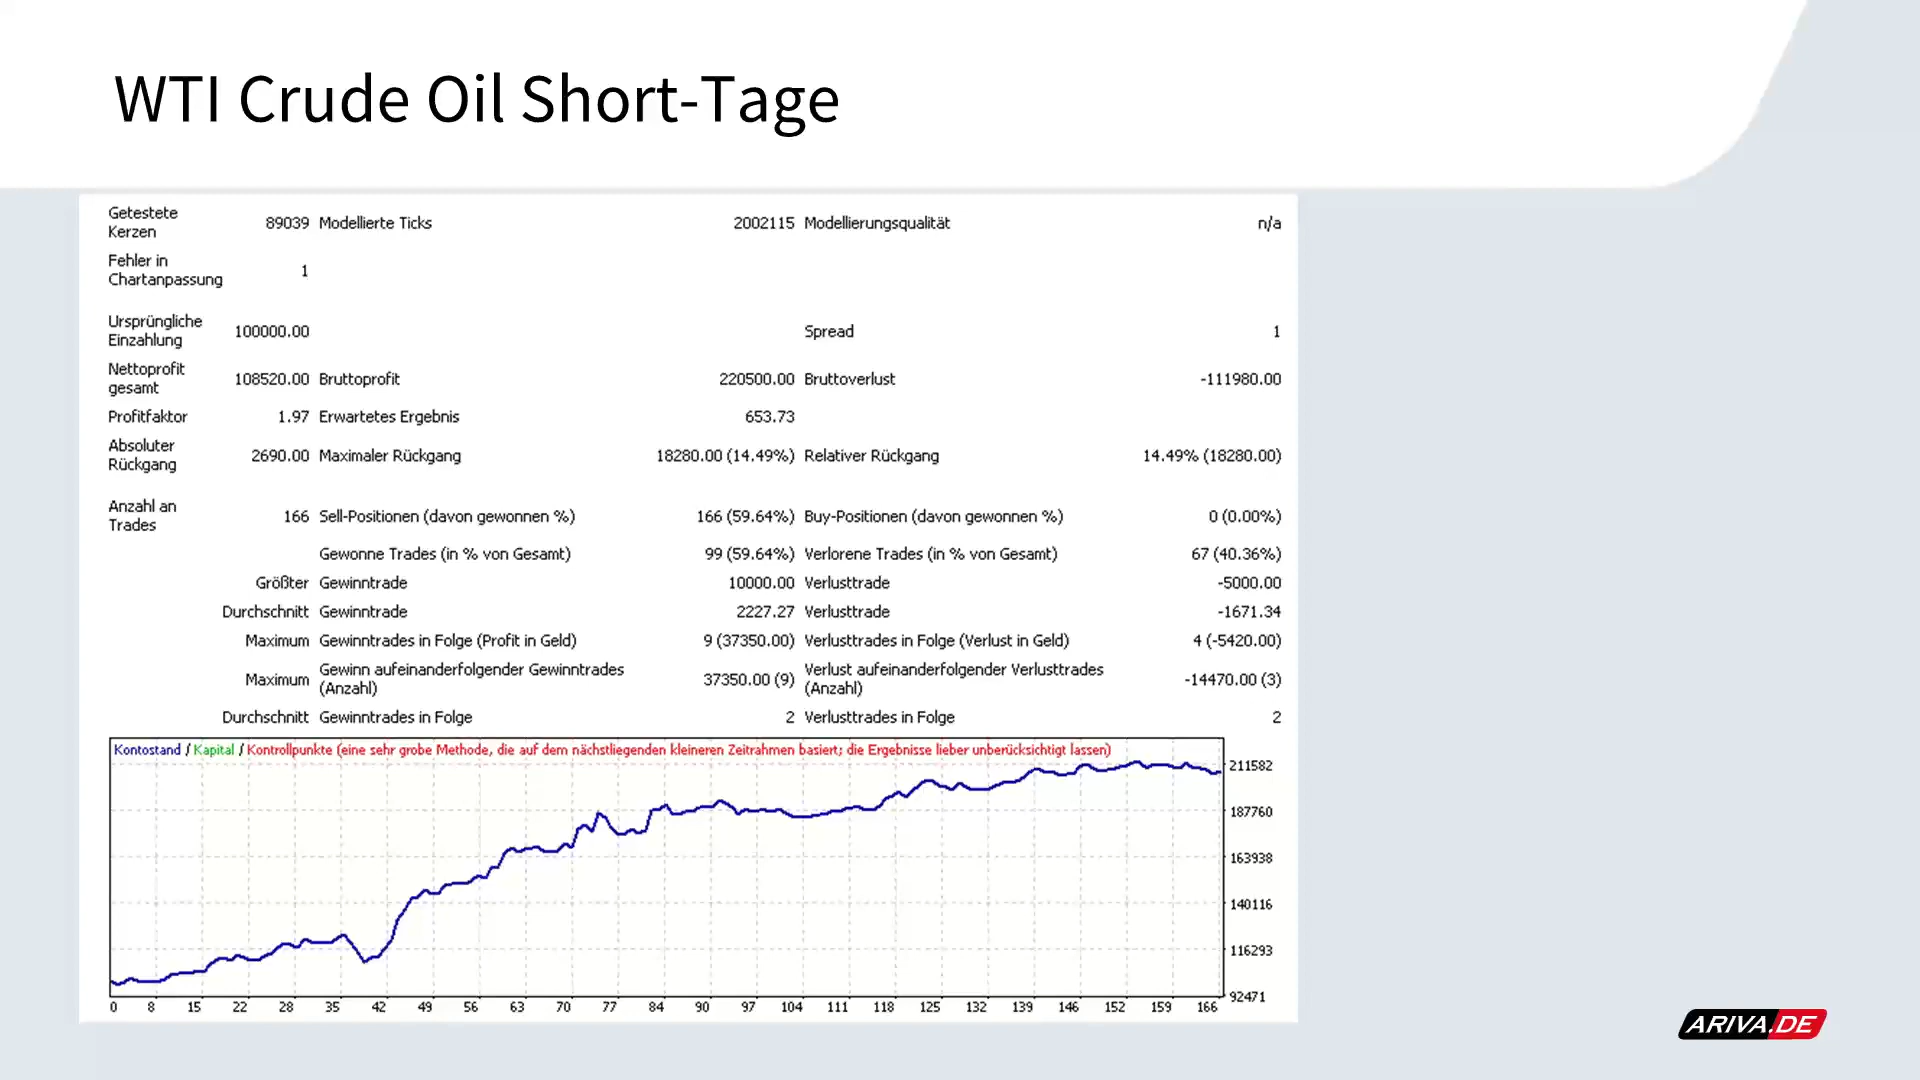 WTI Crude Oil Short-Tage
Getestete
Kerzen
89039 Modellierte Ticks 2002115 Modellierungsqualität n/a
Fehler in
Chartanpassung
1
Ursprüngliche
Einzahlung
100000.00 Spread 1
Nettoprofit
gesamt
108520.00 Bruttoprofit 220500.00 Bruttoverlust -111980.00
Profitfaktor 1.97 Erwartetes Ergebnis 653.73
Absoluter
Rückgang
2690.00 Maximaler Rückgang 18280.00 (14.49%) Relativer Rückgang 14.49% (18280.00)
Anzahl an
Trades
166 Sell-Positionen (davon gewonnen %) 166 (59.64%) Buy-Positionen (davon gewonnen %) 0 (0.00%)
Gewonne Trades (in % von Gesamt) 99 (59.64%) Verlorene Trades (in % von Gesamt) 67 (40.36%)
Größter Gewinntrade 10000.00 Verlusttrade -5000.00
Durchschnitt Gewinntrade 2227.27 Verlusttrade -1671.34
Maximum Gewinntrades in Folge (Profit in Geld) 9 (37350.00) Verlusttrades in Folge (Verlust in Geld) 4 (-5420.00)
Maximum
Gewinn aufeinanderfolgender Gewinntrades
(Anzahl)
37350.00 (9)
Verlust aufeinanderfolgender Verlusttrades
(Anzahl)
-14470.00 (3)
Durchschnitt Gewinntrades in Folge 2 Verlusttrades in Folge 2
Kontostand / Kapital / Kontrollpunkte (eine sehr grobe Methode, die auf dem nächstliegenden kleineren Zeitrahmen basiert; die Ergebnisse lieber unberücksichtigt lassen)
211582
187760
163938
140116
116293
92471
0 8 15 22 28 35 42 49 56 63 70 77 84 90 97 104 111 118 125 132 139 146 152 159 166
ARIVA.DE